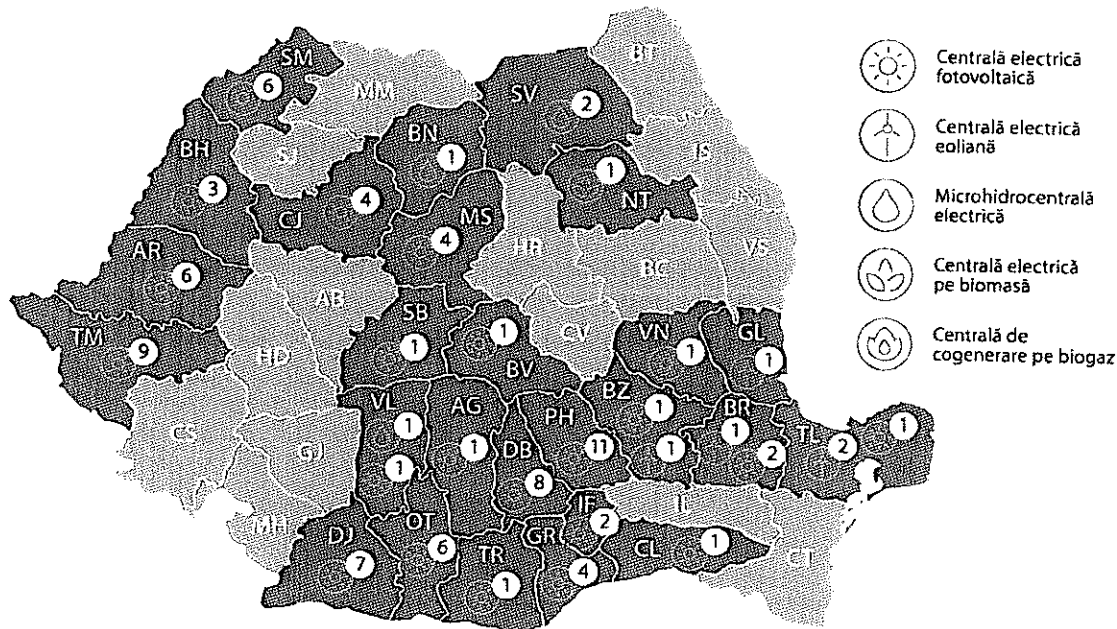 SM
6
MM
BT
SV
2
BN
1
SJ
BH
3
IS
1
NT
4
CJ
MS
4
HR
VS
BC
AR
6
AB
SB
1
1
CV
VN
1
GL
1
TM
9
HD
BV
BZ
1
VL
1
AG
1
PH
11
1
BR
1
2
TL
2
1
CS
GJ
1
DB
8
IF
2
IL
MH
DJ
7
OT
6
TR
1
GR
4
CL
1
CT
Centrală electrică
fotovoltaică
Centrală electrică
eoliană
Microhidrocentrală
electrică
Centrală electrică
pe biomasă
Centrală de
cogenerare pe biogaz